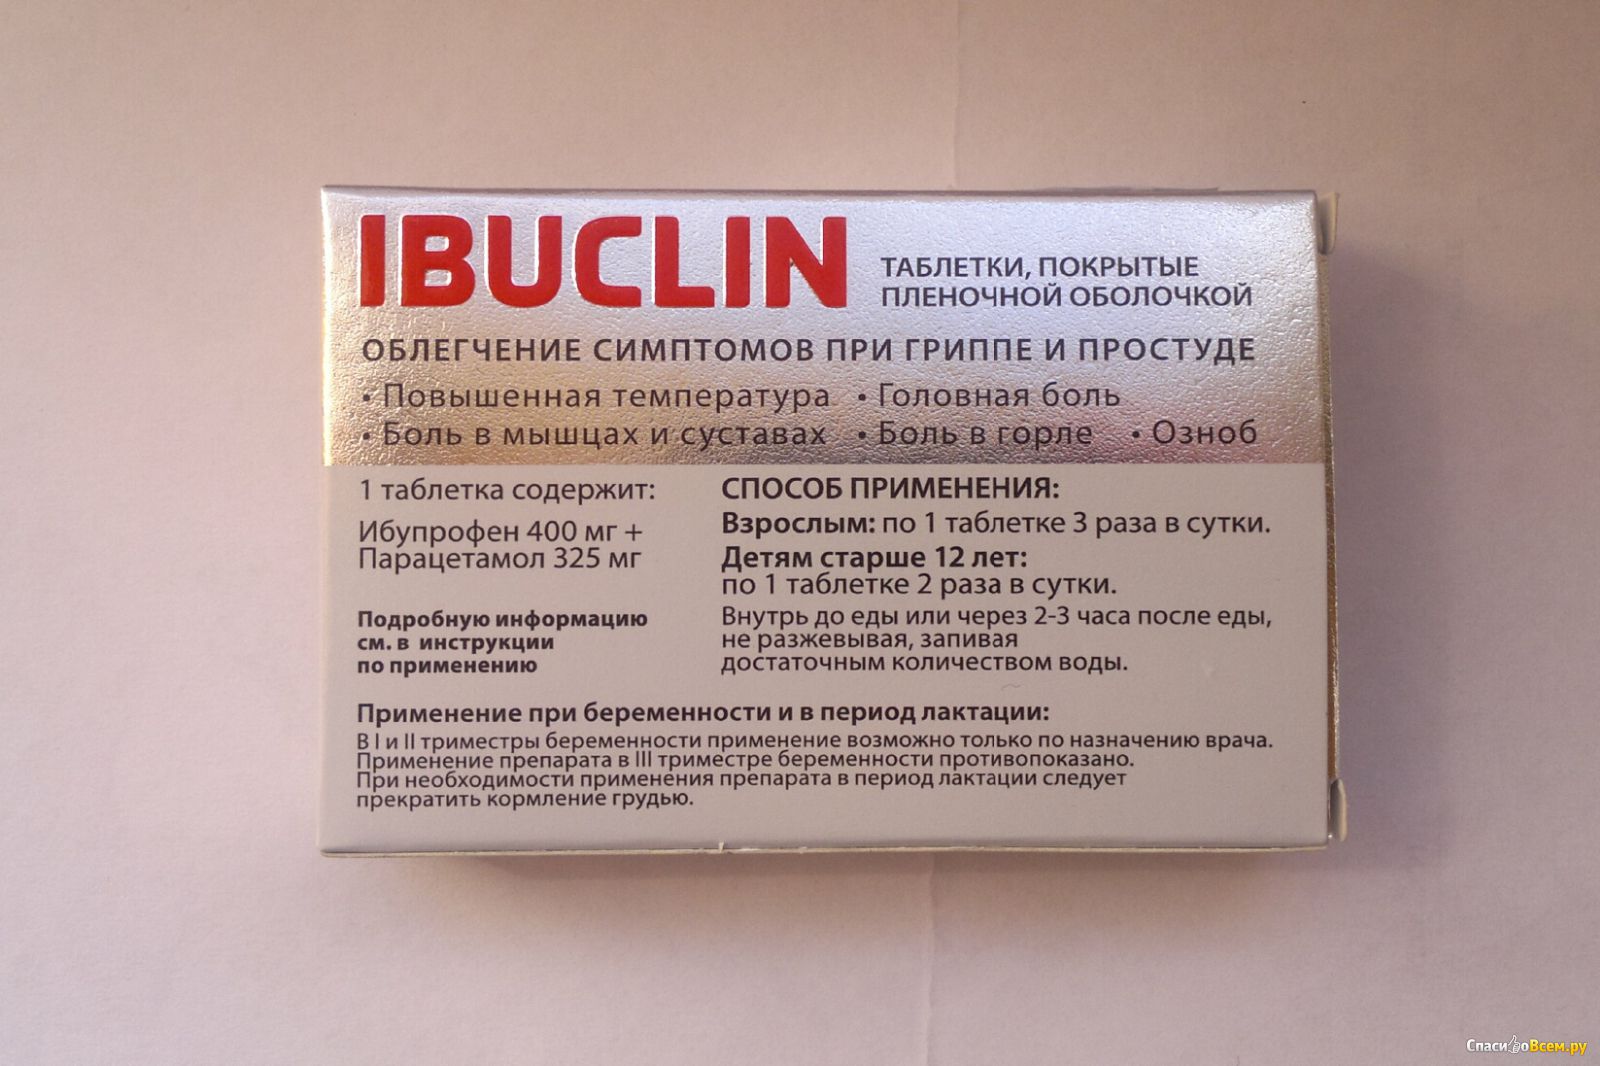 IBUCLIN
ТАБЛЕТКИ, ПОКРЫТЫЕ
ПЛЕНОЧНОЙ ОБОЛОЧКОЙ
ОБЛЕГЧЕНИЕ СИМПТОМОВ ПРИ ГРИППЕ И ПРОСТУДЕ
• Повышенная температура • Головная боль
• Боль в мышцах и суставах • Боль в горле • Озноб
1 таблетка содержит:
Ибупрофен 400 мг +
Парацетамол 325 мг
Подробную информацию
см. в инструкции
по применению
СПОСОБ ПРИМЕНЕНИЯ:
Взрослым: по 1 таблетке 3 раза в сутки.
Детям старше 12 лет:
по 1 таблетке 2 раза в сутки.
Внутрь до еды или через 2-3 часа после еды,
не разжевывая, запивая
достаточным количеством воды.
Применение при беременности и в период лактации:
В I и II триместры беременности применение возможно только по назначению врача.
Применение препарата в III триместре беременности противопоказано.
При необходимости применения препарата в период лактации следует
прекратить кормление грудью.
СпасибоВсем.ру